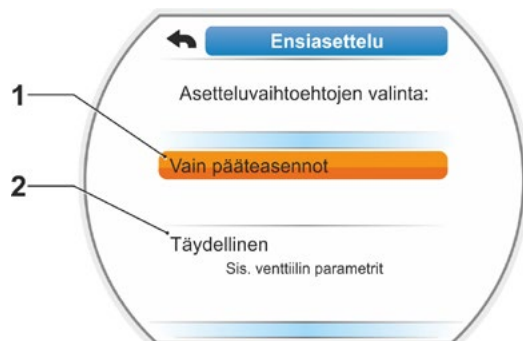 Ensiasettelu
Asetteluvaihtoehtojen valinta:
1
Vain pääteasennot
2
Täydellinen
Sis. venttiilin parametrit